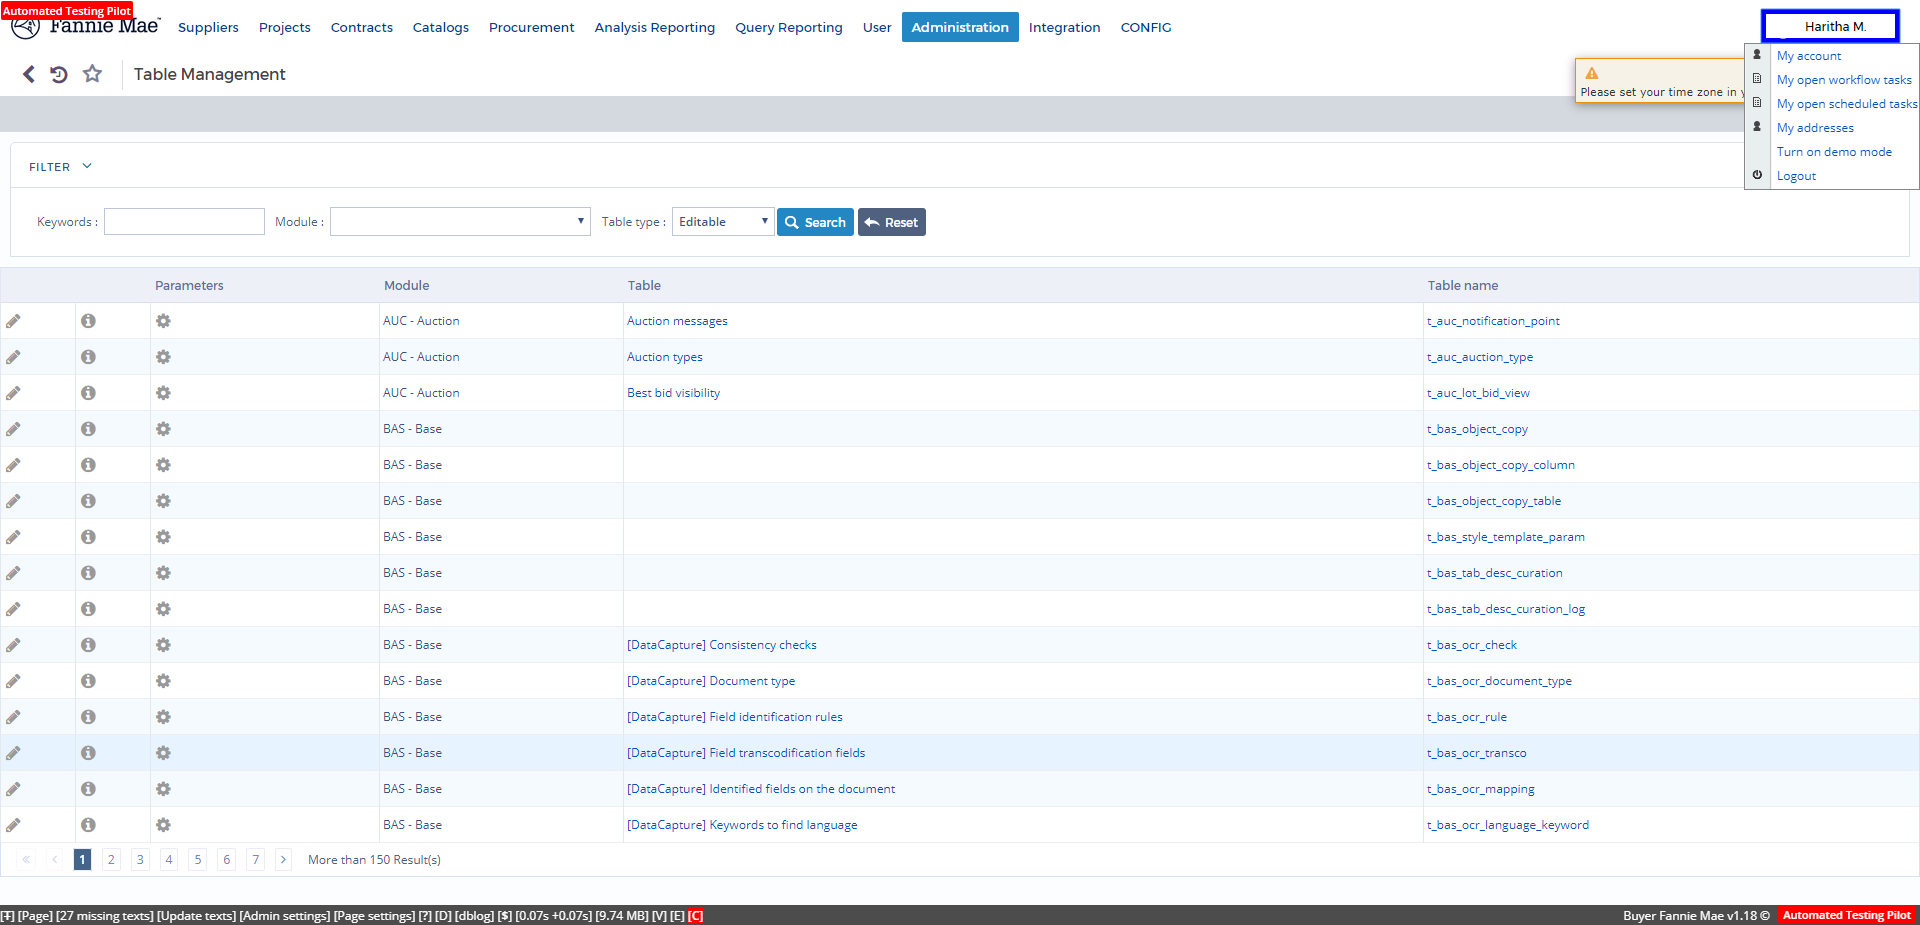 Automated Testing Pilot
Fannie Mae
Suppliers Projects Contracts Catalogs Procurement Analysis Reporting Query Reporting User Administration Integration CONFIG
Haritha M.
My account
My open workflow tasks
My open scheduled tasks
My addresses
Turn on demo mode
Logout
Table Management
Please set your time zone in
FILTER
Keywords : Module : Table type : Editable Search Reset
Parameters Module Table Table name
AUC - Auction Auction messages t_auc_notification_point
AUC - Auction Auction types t_auc_auction_type
AUC - Auction Best bid visibility t_auc_lot_bid_view
BAS - Base t_bas_object_copy
BAS - Base t_bas_object_copy_column
BAS - Base t_bas_object_copy_table
BAS - Base t_bas_style_template_param
BAS - Base t_bas_tab_desc_curation
BAS - Base t_bas_tab_desc_curation_log
BAS - Base [DataCapture] Consistency checks t_bas_ocr_check
BAS - Base [DataCapture] Document type t_bas_ocr_document_type
BAS - Base [DataCapture] Field identification rules t_bas_ocr_rule
BAS - Base [DataCapture] Field transcodification fields t_bas_ocr_transco
BAS - Base [DataCapture] Identified fields on the document t_bas_ocr_mapping
BAS - Base [DataCapture] Keywords to find language t_bas_ocr_language_keyword
« ‹ 1 2 3 4 5 6 7 › More than 150 Result(s)
[T] [Page] [27 missing texts] [Update texts] [Admin settings] [Page settings] [?] [D] [dblog] [$] [0.07s +0.07s] [9.74 MB] [V] [E] [C]
Buyer Fannie Mae v1.18 © Automated Testing Pilot